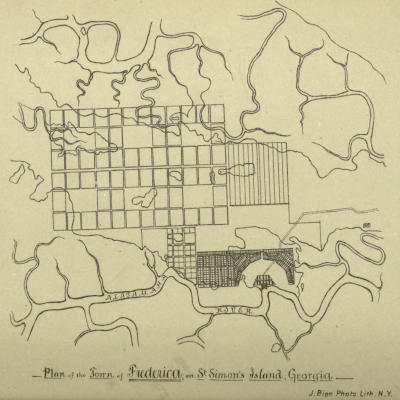 ALATAMAHA
RIVER
Plan of the Town of Frederica, on St. Simon's Island, Georgia
J. Bien Photo Lith, N.Y.